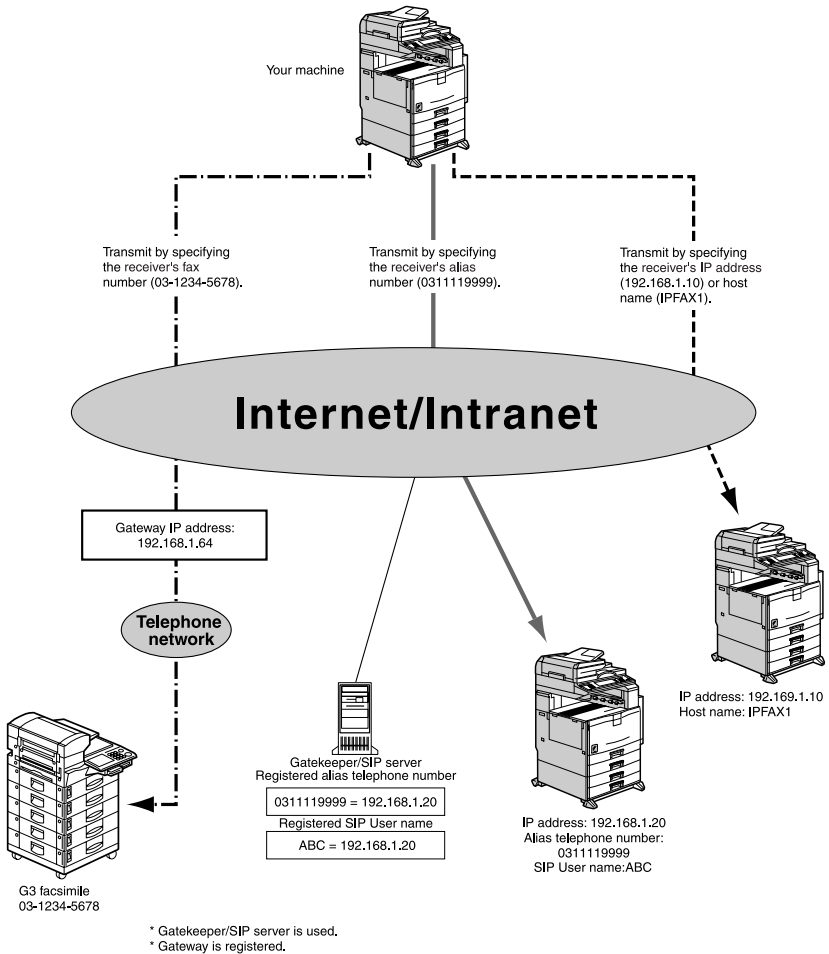 Your machine
Transmit by specifying
the receiver's fax
number (03-1234-5678).
Transmit by specifying
the receiver's alias
number (0311119999).
Transmit by specifying
the receiver's IP address
(192.168.1.10) or host
name (IPFAX1).
Internet/Intranet
Gateway IP address:
192.168.1.64
Telephone
network
G3 facsimile
03-1234-5678
Gatekeeper/SIP server
Registered alias telephone number
0311119999 = 192.168.1.20
Registered SIP User name
ABC = 192.168.1.20
IP address: 192.168.1.20
Alias telephone number:
0311119999
SIP User name:ABC
IP address: 192.169.1.10
Host name: IPFAX1
* Gatekeeper/SIP server is used.
* Gateway is registered.